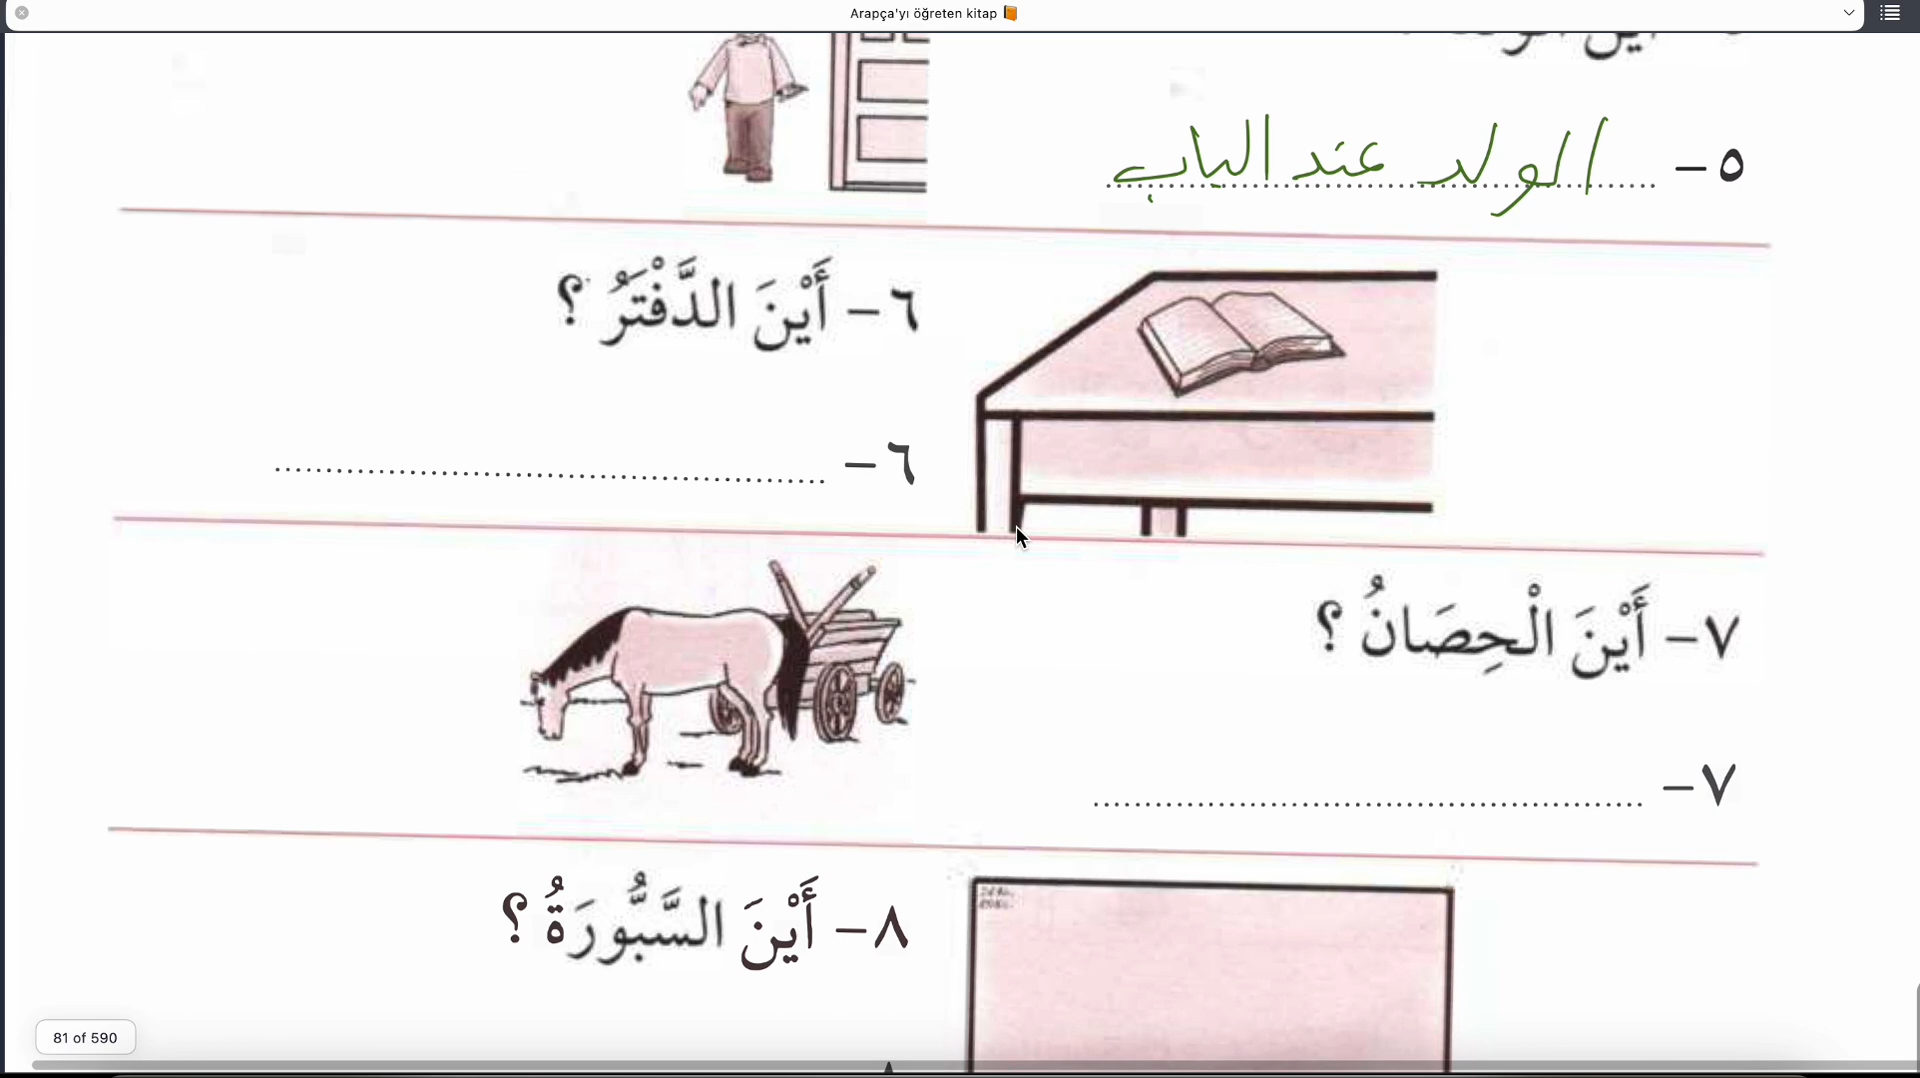 Arapça'yı öğreten kitap 📙
٥ – الولد عند الباب
٦ – أَيْنَ الدَّفْتَرُ ؟
٦ –
٧ – أَيْنَ الْحِصَانُ ؟
٧ –
٨ – أَيْنَ السَّبُّورَةُ ؟
81 of 590